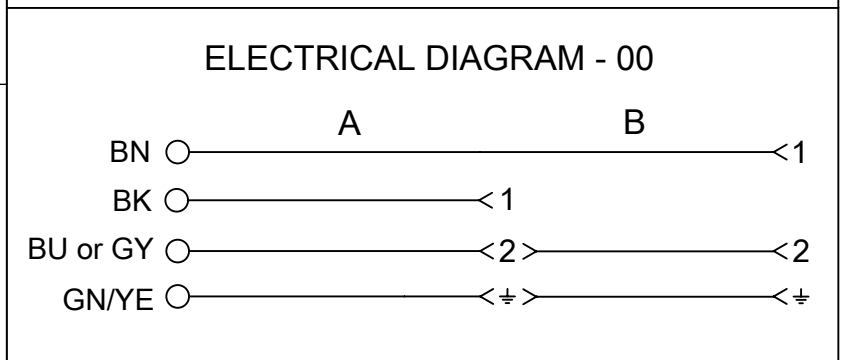 ELECTRICAL DIAGRAM - 00
A B
BN 1
BK 1
BU or GY 2 2
GN/YE